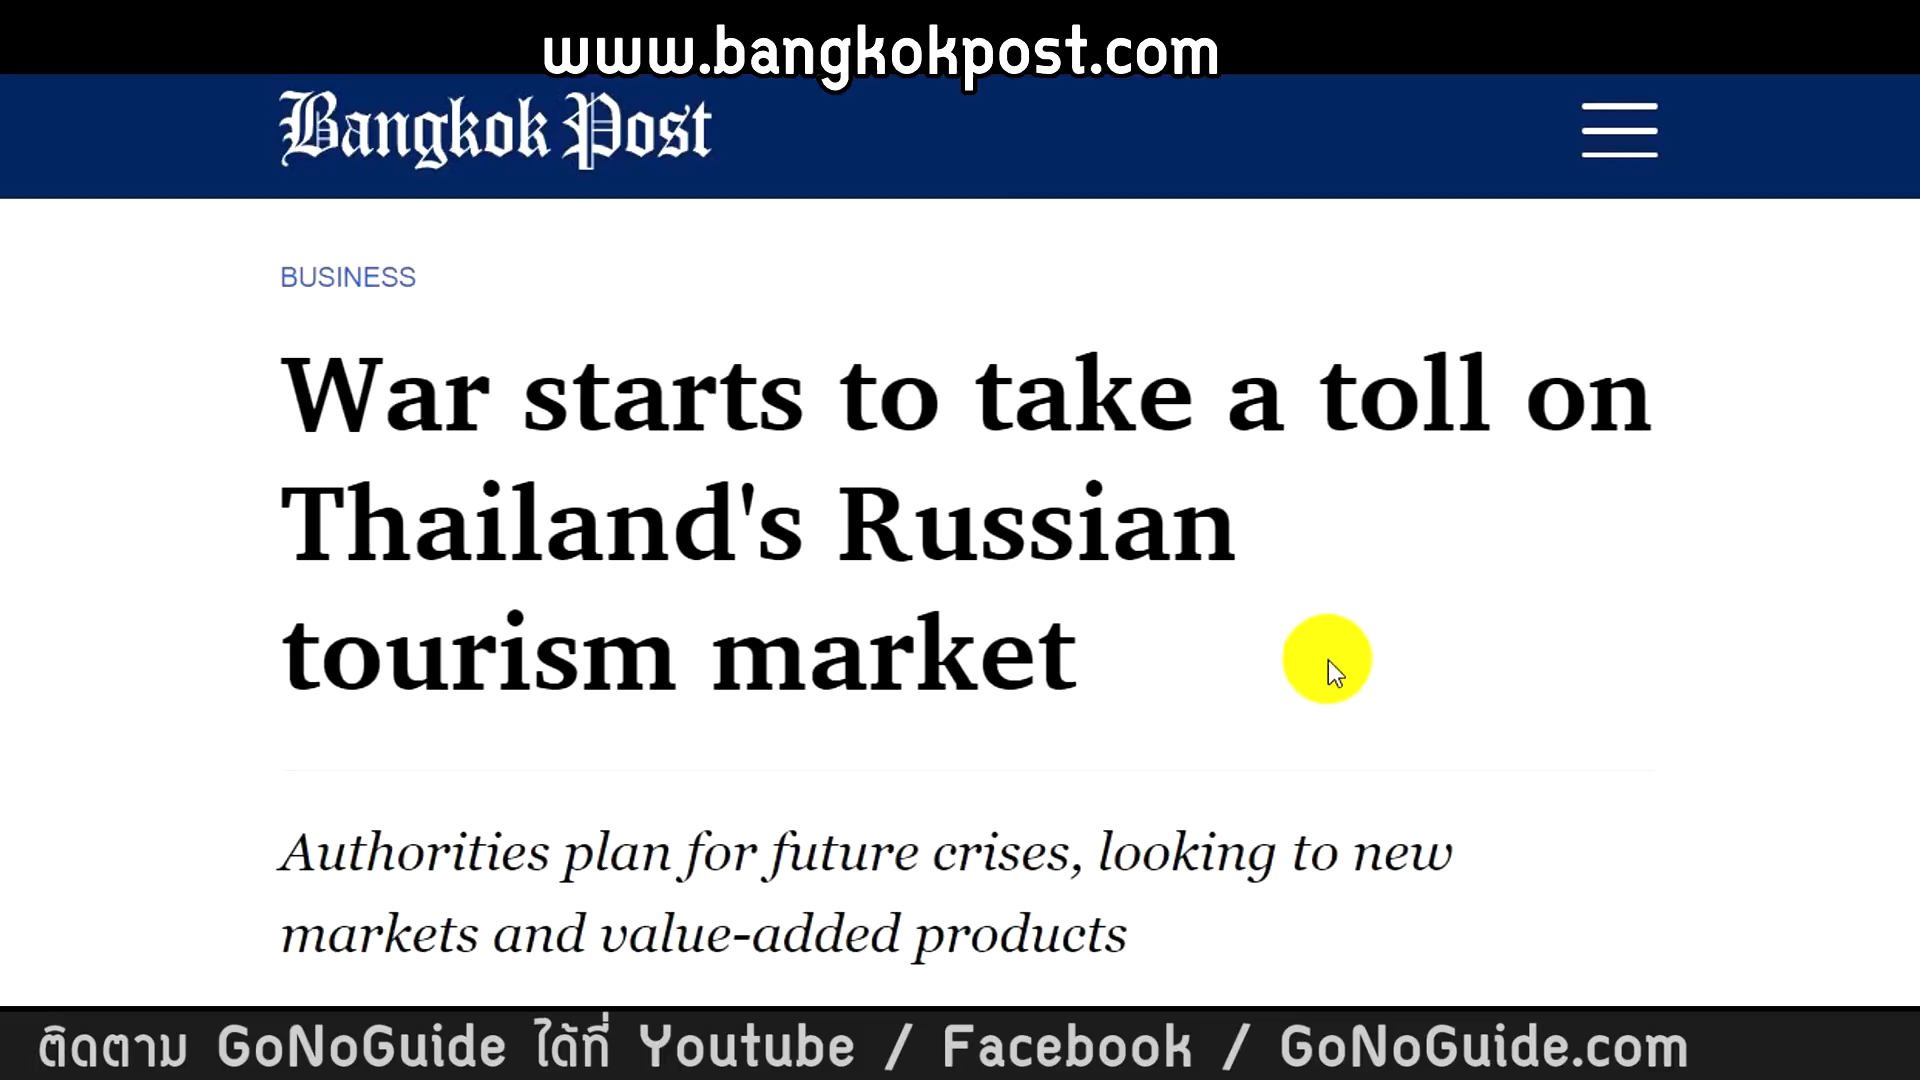 www.bangkokpost.com
Bangkok Post
BUSINESS
War starts to take a toll on
Thailand's Russian
tourism market
Authorities plan for future crises, looking to new
markets and value-added products
ติดตาม GoNoGuide ได้ที่ Youtube / Facebook / GoNoGuide.com